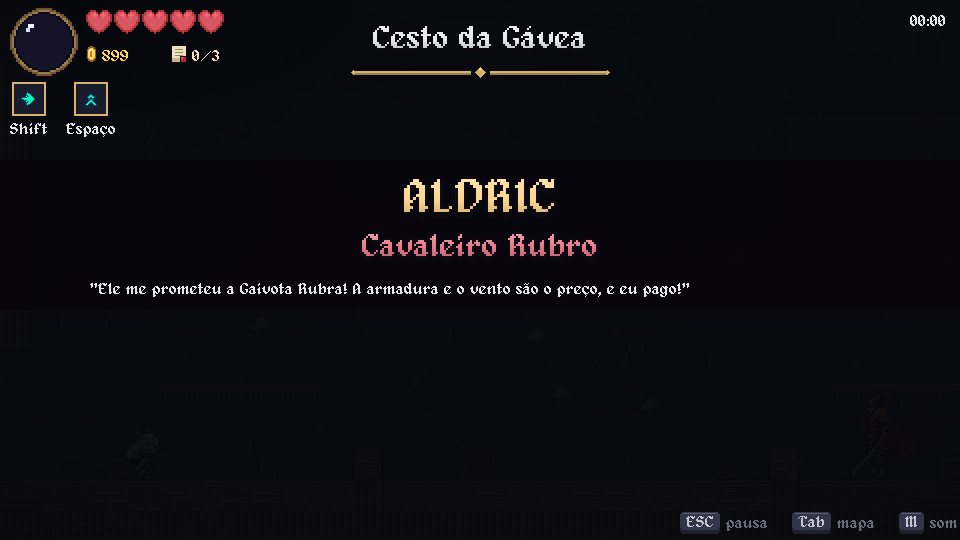 Cesto da Gávea
00:00
899
0/3
Shift Espaço
ALDRIC
Cavaleiro Rubro
"Ele me prometeu a Gaivota Rubra! A armadura e o vento são o preço, e eu pago!"
ESC pausa Tab mapa M som